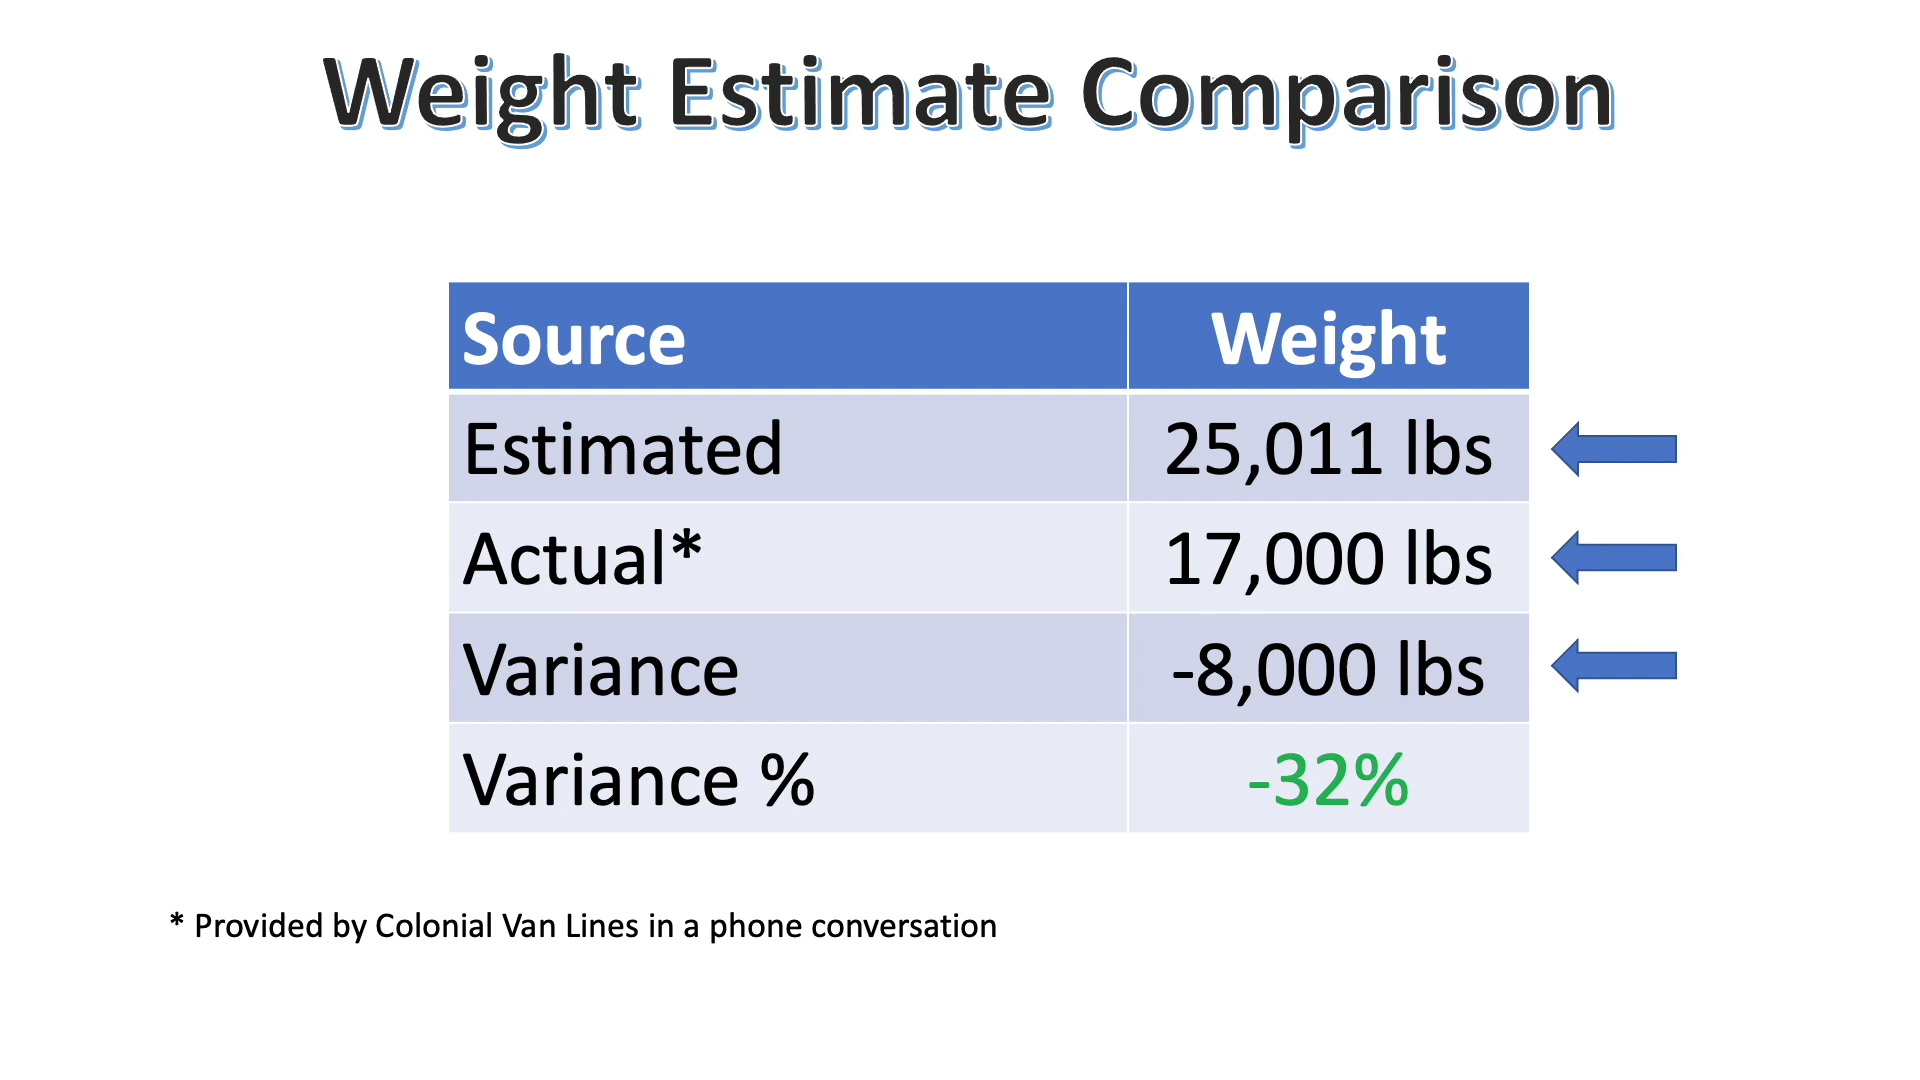 Weight Estimate Comparison
Source Weight
Estimated 25,011 lbs
Actual* 17,000 lbs
Variance -8,000 lbs
Variance % -32%
* Provided by Colonial Van Lines in a phone conversation